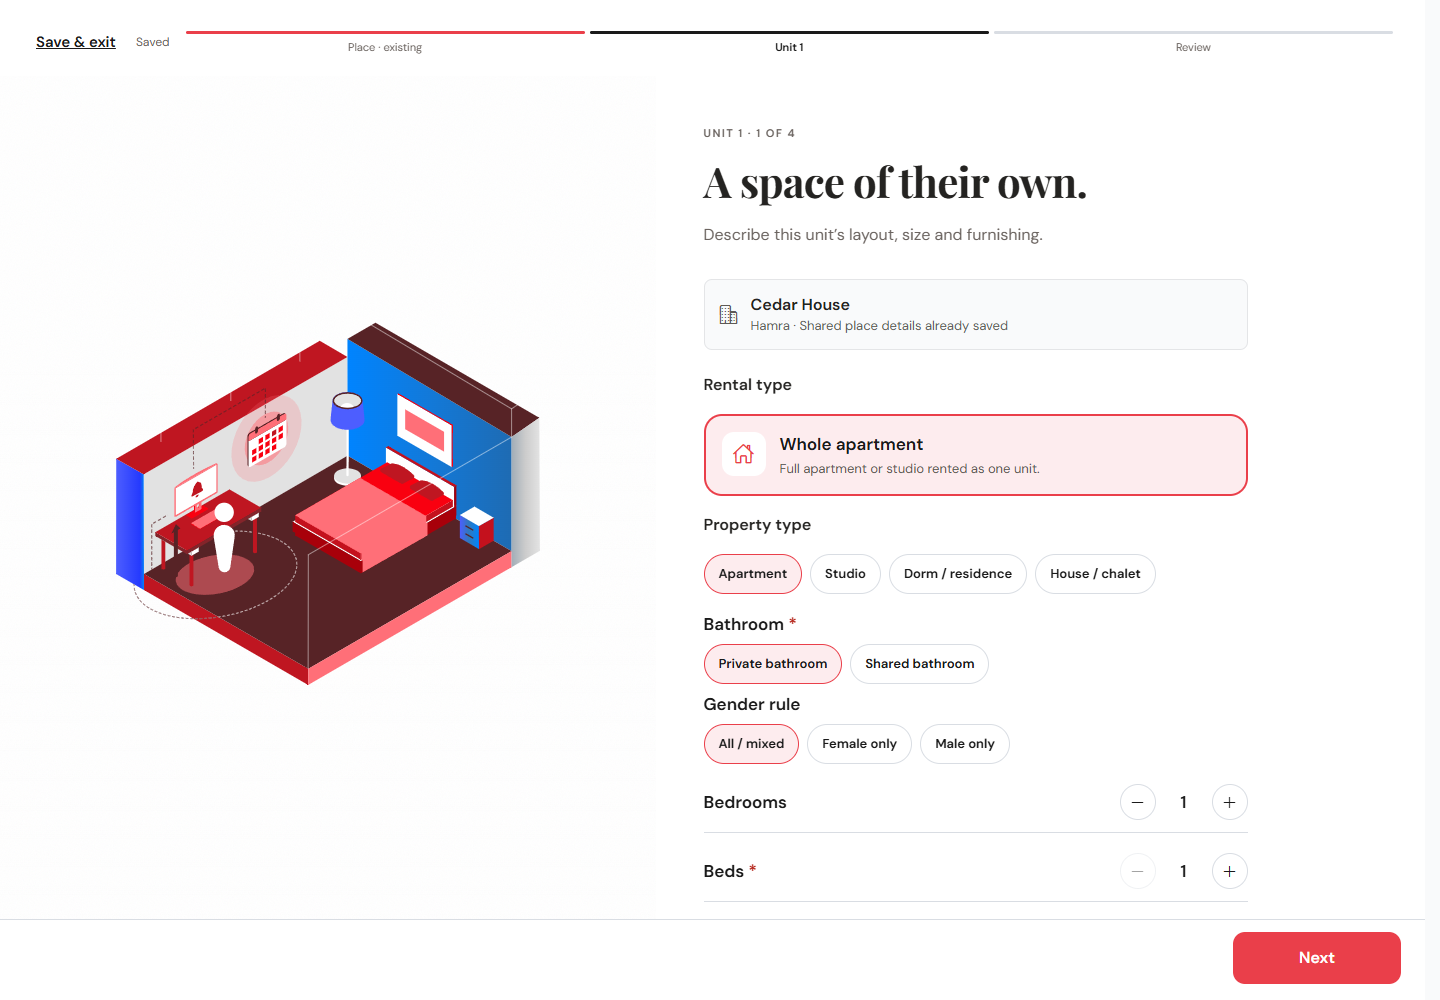 Save & exit
Saved
Place · existing
Unit 1
Review
UNIT 1 · 1 OF 4
A space of their own.
Describe this unit’s layout, size and furnishing.
Cedar House
Hamra · Shared place details already saved
Rental type
Whole apartment
Full apartment or studio rented as one unit.
Property type
Apartment
Studio
Dorm / residence
House / chalet
Bathroom *
Private bathroom
Shared bathroom
Gender rule
All / mixed
Female only
Male only
Bedrooms
− 1 +
Beds *
− 1 +
Next